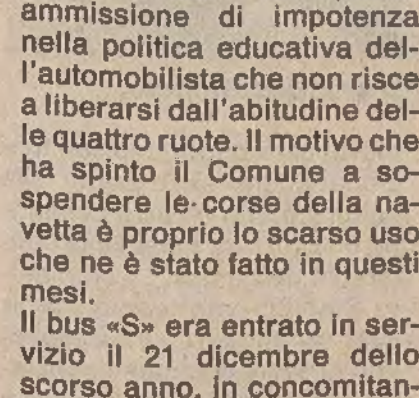 ammissione di impotenza
nella politica educativa del-
l'automobilista che non risce
a liberarsi dall'abitudine del-
le quattro ruote. Il motivo che
ha spinto il Comune a so-
spendere le corse della na-
vetta è proprio lo scarso uso
che ne è stato fatto in questi
mesi.
Il bus «S» era entrato in ser-
vizio il 21 dicembre dello
scorso anno, in concomitan-